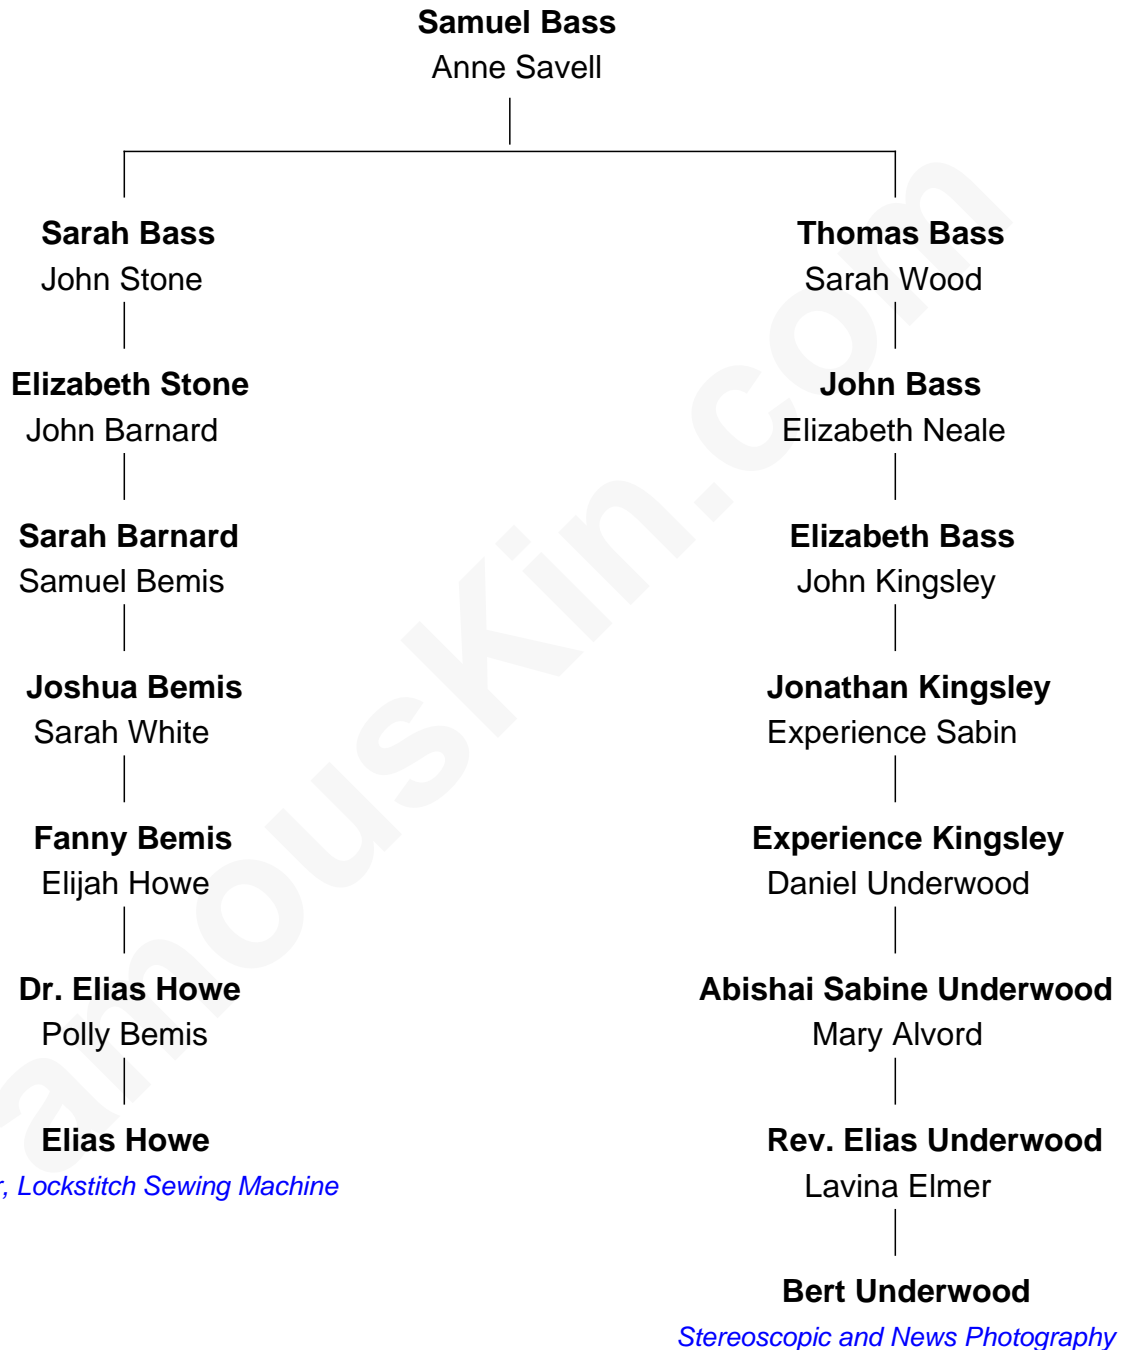 Samuel Bass
Anne Savell
Sarah Bass
John Stone
Thomas Bass
Sarah Wood
Elizabeth Stone
John Barnard
John Bass
Elizabeth Neale
Sarah Barnard
Samuel Bemis
Elizabeth Bass
John Kingsley
Joshua Bemis
Sarah White
Jonathan Kingsley
Experience Sabin
Fanny Bemis
Elijah Howe
Experience Kingsley
Daniel Underwood
Dr. Elias Howe
Polly Bemis
Abishai Sabine Underwood
Mary Alvord
Elias Howe
, Lockstitch Sewing Machine
Rev. Elias Underwood
Lavina Elmer
Bert Underwood
Stereoscopic and News Photography
amousKin.com